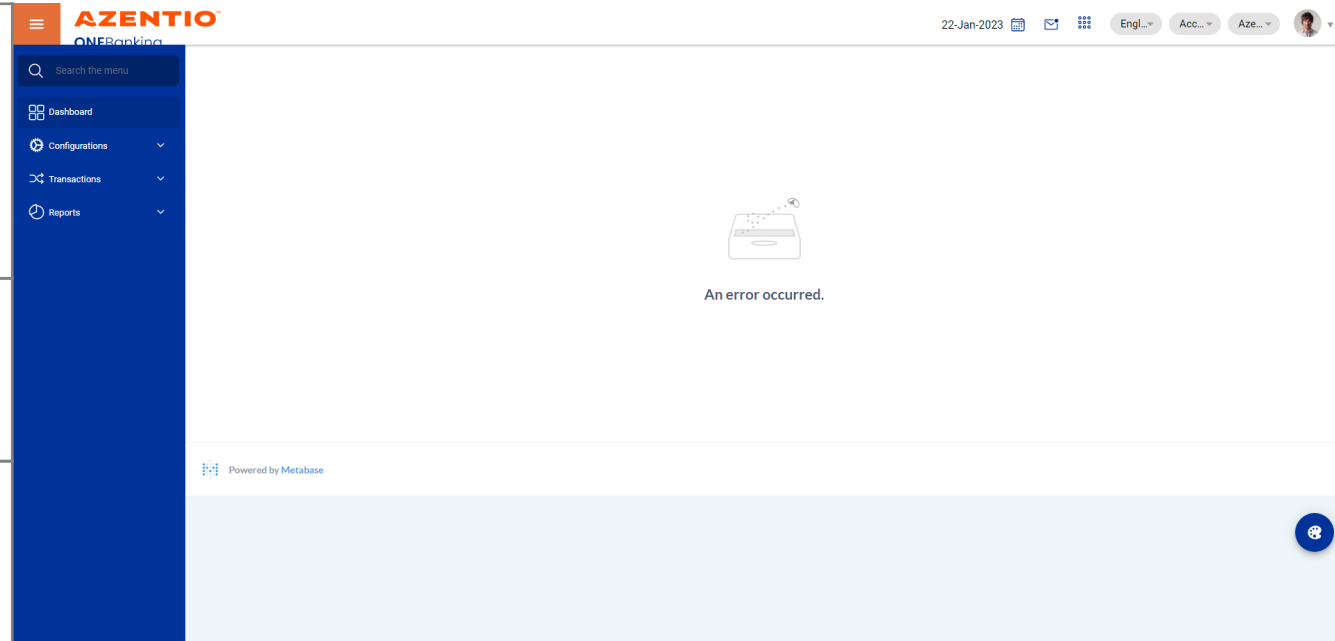 AZENTIO™
ONEBanking
22-Jan-2023
Engl...
Acc...
Aze...
Search the menu
Dashboard
Configurations
Transactions
Reports
An error occurred.
Powered by Metabase